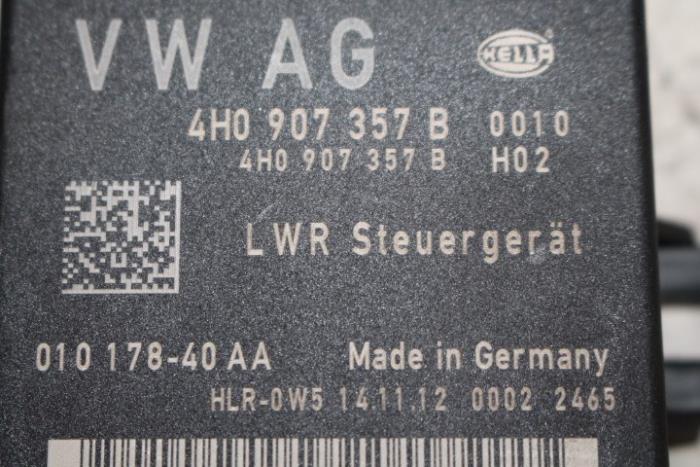 VW AG HELLA
4H0 907 357 B 0010
4H0 907 357 B H02
LWR Steuergerät
010 178-40 AA Made in Germany
HLR-0W5 14.11.12 0002 2465